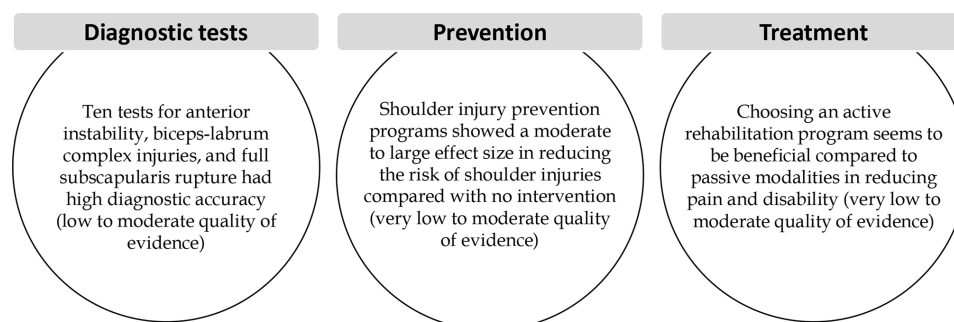 Diagnostic tests
Ten tests for anterior
instability, biceps-labrum
complex injuries, and full
subscapularis rupture had
high diagnostic accuracy
(low to moderate quality of
evidence)
Prevention
Shoulder injury prevention
programs showed a moderate
to large effect size in reducing
the risk of shoulder injuries
compared with no intervention
(very low to moderate quality
of evidence)
Treatment
Choosing an active
rehabilitation program seems to
be beneficial compared to
passive modalities in reducing
pain and disability (very low to
moderate quality of evidence)